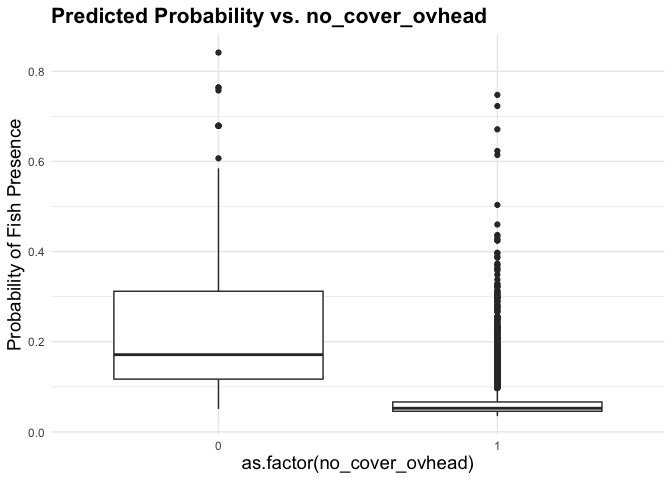 Predicted Probability vs. no_cover_ovhead
Probability of Fish Presence
0.8
0.6
0.4
0.2
0.0
0
1
as.factor(no_cover_ovhead)